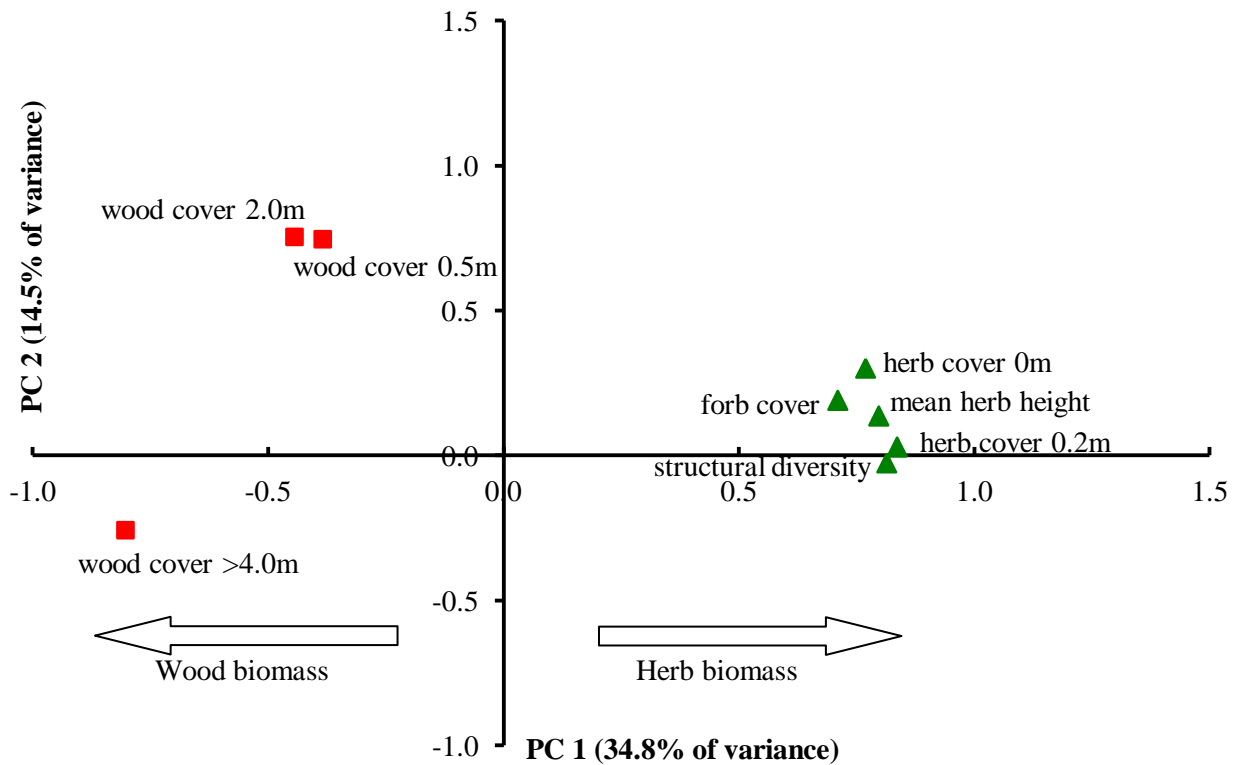 1.5
1.0
wood cover 2.0m
wood cover 0.5m
0.5
PC 2 (14.5% of variance)
herb cover 0m
forb cover
mean herb height
herb cover 0.2m
structural diversity
0.0
-1.0
-0.5
0.0
0.5
1.0
1.5
wood cover >4.0m
-0.5
Wood biomass
Herb biomass
-1.0
PC 1 (34.8% of variance)